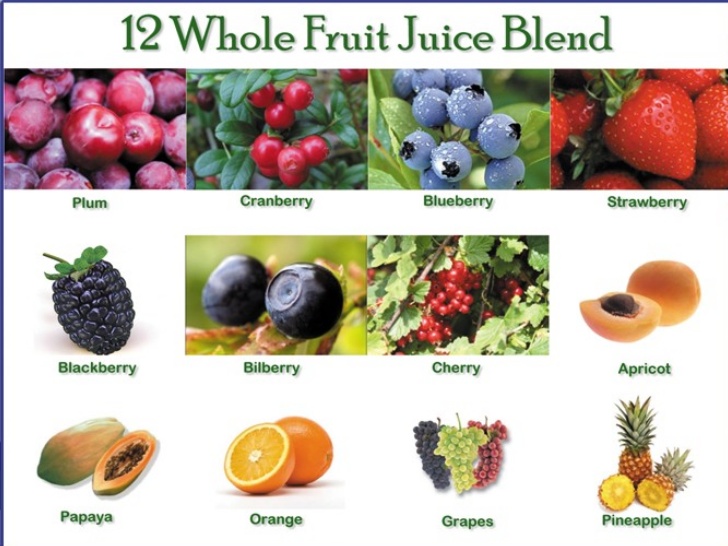 12 Whole Fruit Juice Blend
Plum
Cranberry
Blueberry
Strawberry
Blackberry
Bilberry
Cherry
Apricot
Papaya
Orange
Grapes
Pineapple